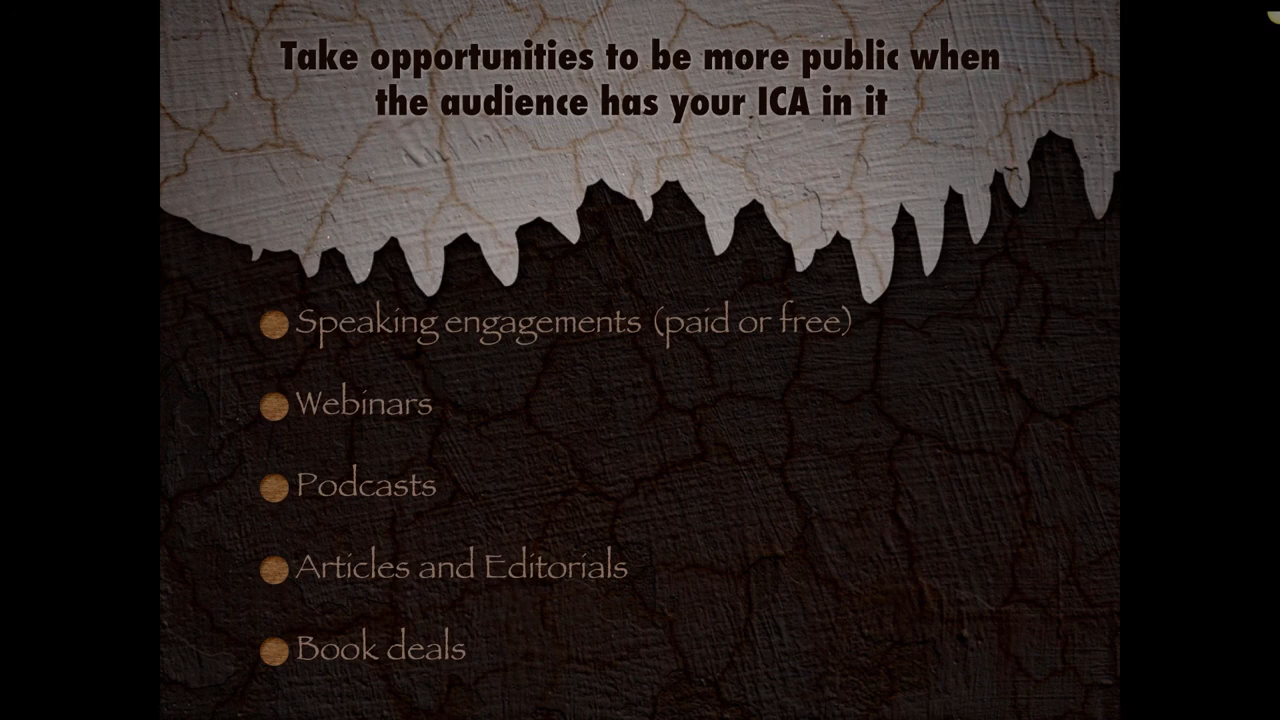 Take opportunities to be more public when
the audience has your ICA in it
Speaking engagements (paid or free)
Webinars
Podcasts
Articles and Editorials
Book deals